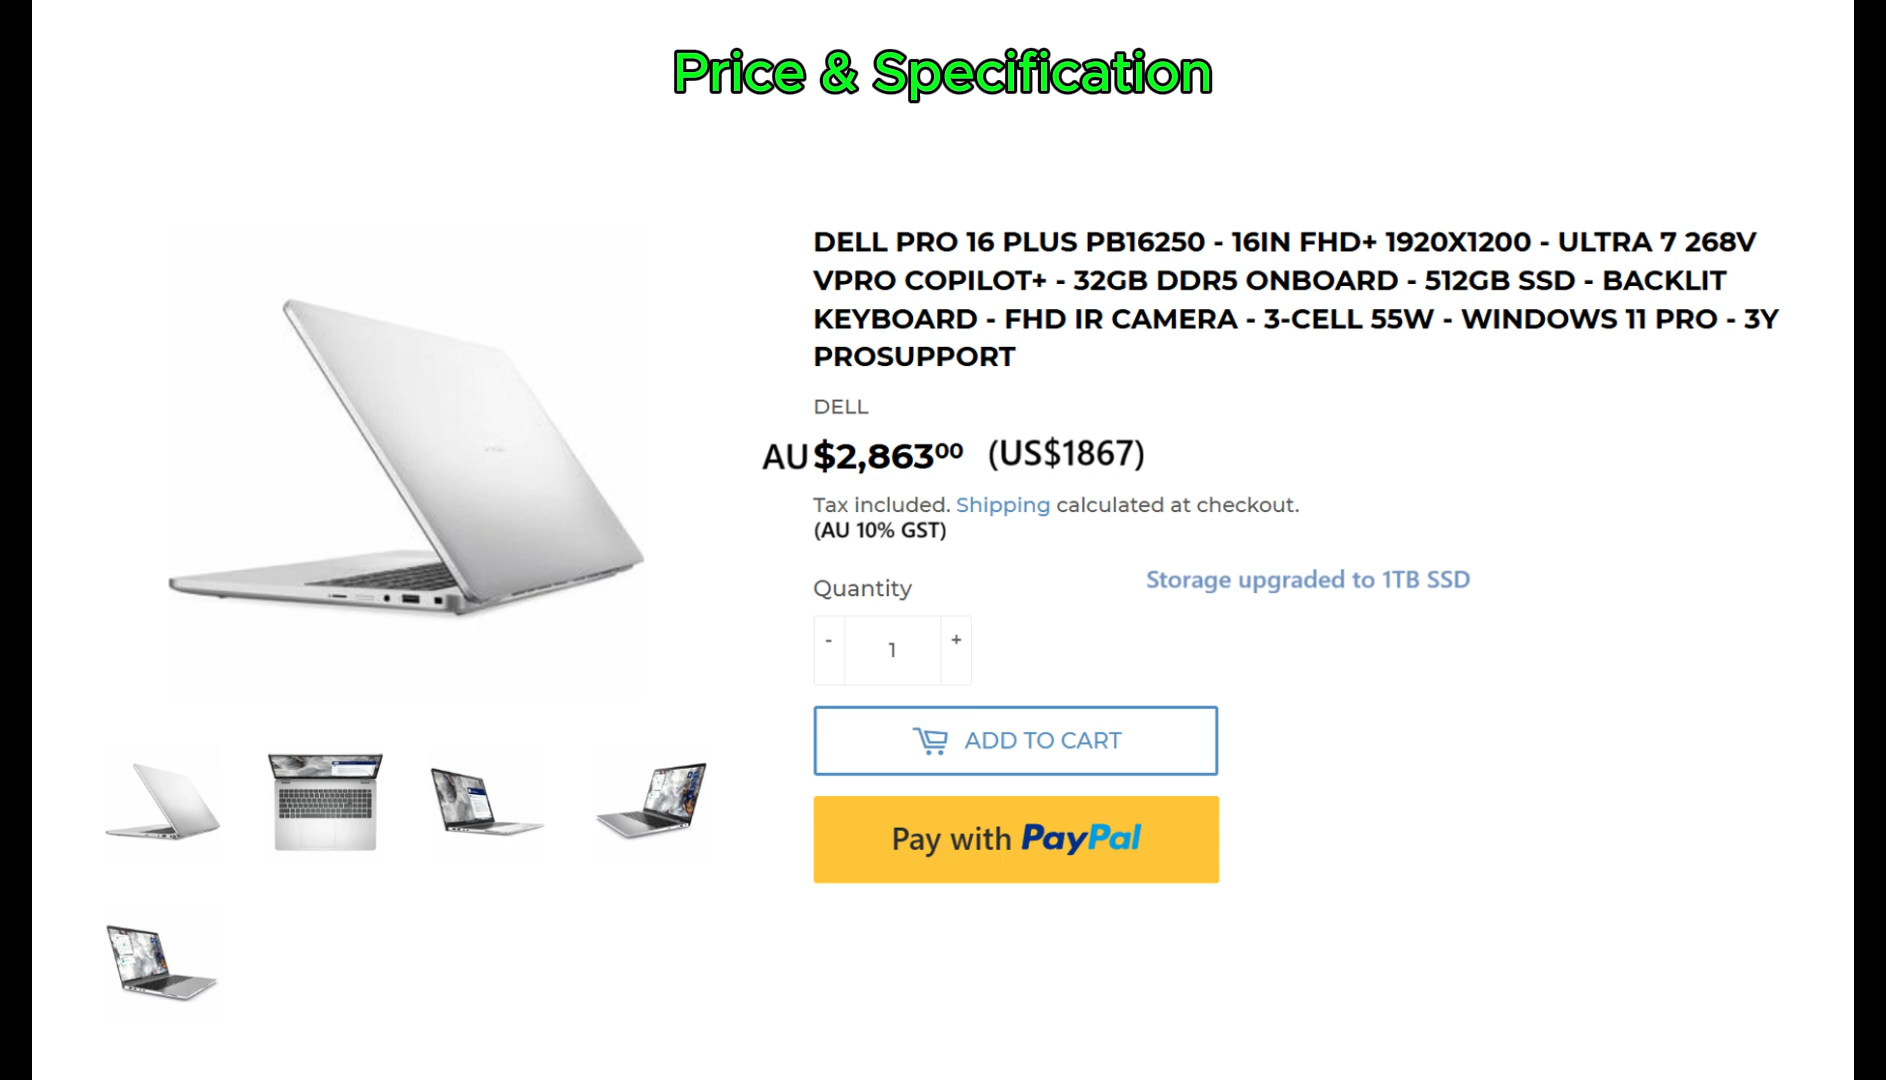 Price & Specification
DELL PRO 16 PLUS PB16250 - 16IN FHD+ 1920X1200 - ULTRA 7 268V
VPRO COPILOT+ - 32GB DDR5 ONBOARD - 512GB SSD - BACKLIT
KEYBOARD - FHD IR CAMERA - 3-CELL 55W - WINDOWS 11 PRO - 3Y
PROSUPPORT
DELL
AU $2,863⁰⁰ (US$1867)
Tax included. Shipping calculated at checkout.
(AU 10% GST)
Storage upgraded to 1TB SSD
Quantity
- 1 +
ADD TO CART
Pay with PayPal